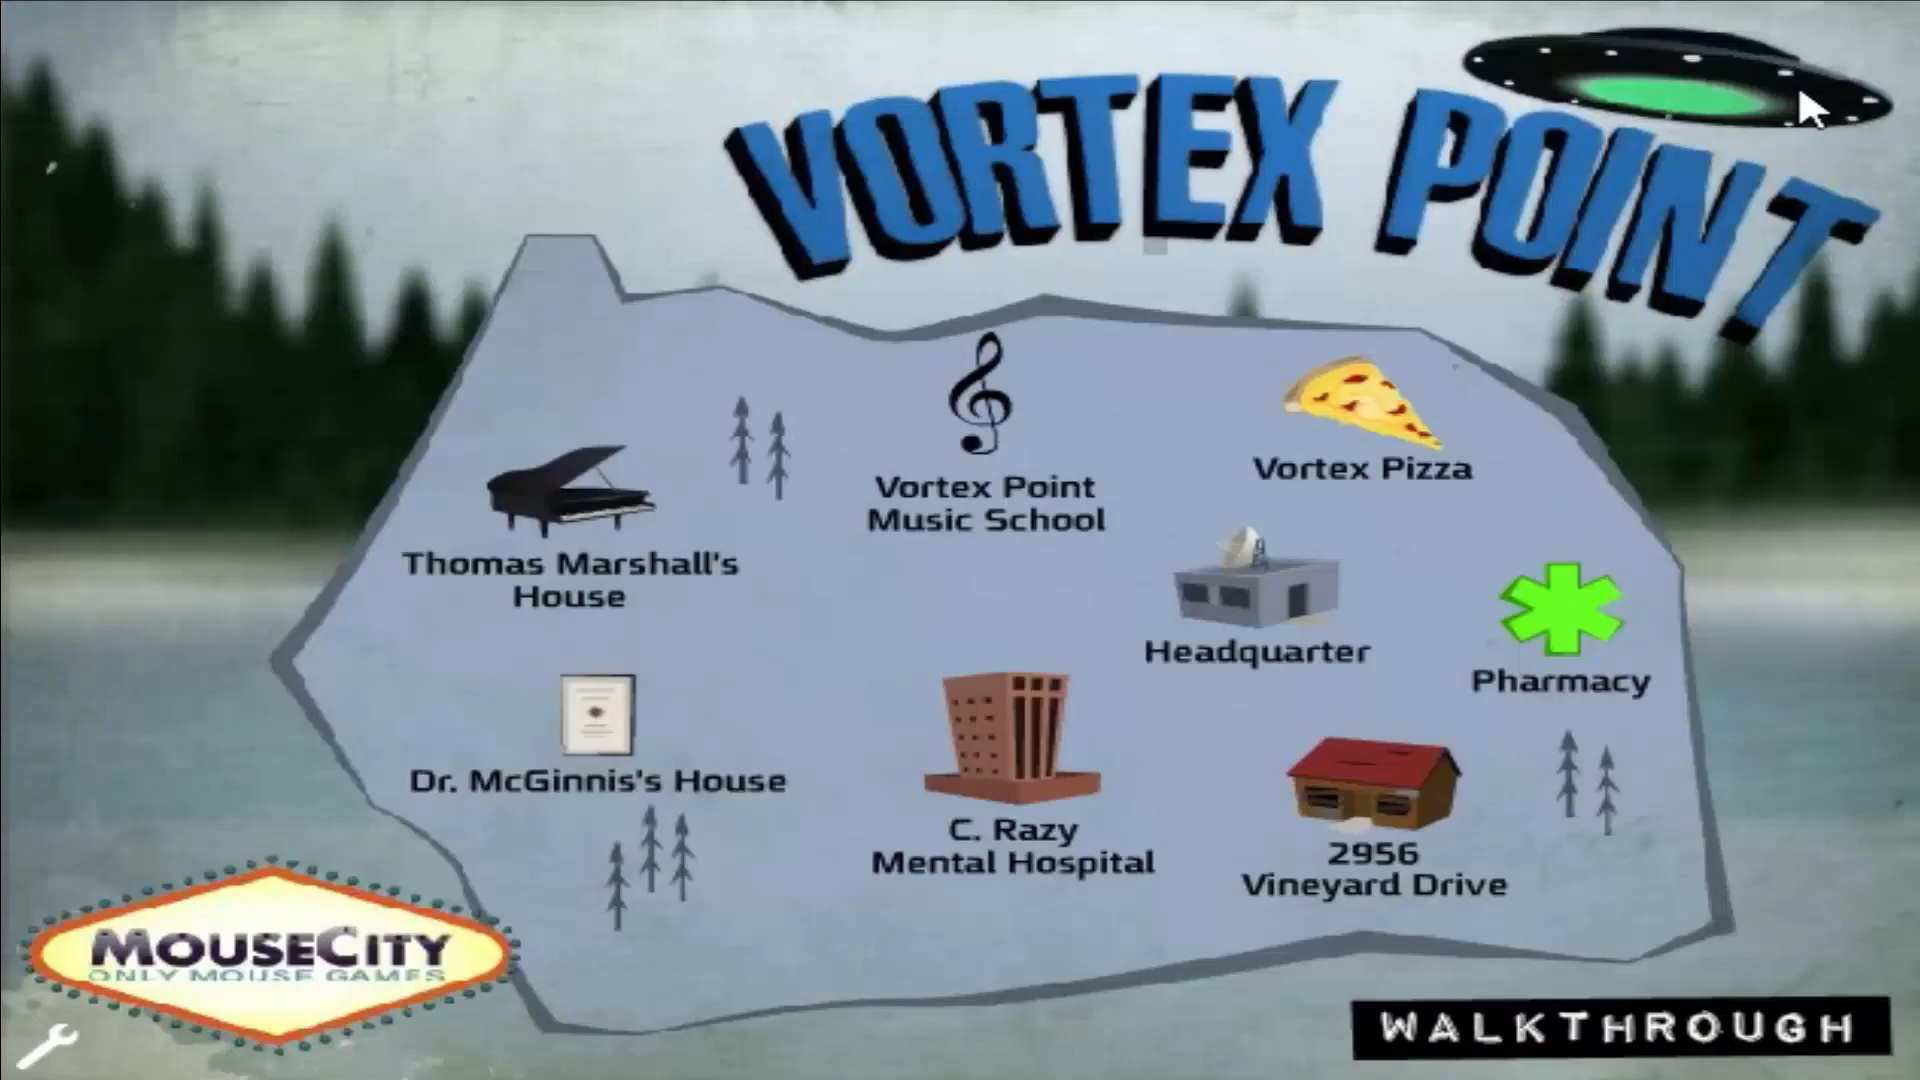 VORTEX POINT
Vortex Point
Music School
Vortex Pizza
Thomas Marshall's
House
Headquarter
Pharmacy
Dr. McGinnis's House
C. Razy
Mental Hospital
2956
Vineyard Drive
MOUSECITY
ONLY MOUSE GAMES
WALKTHROUGH